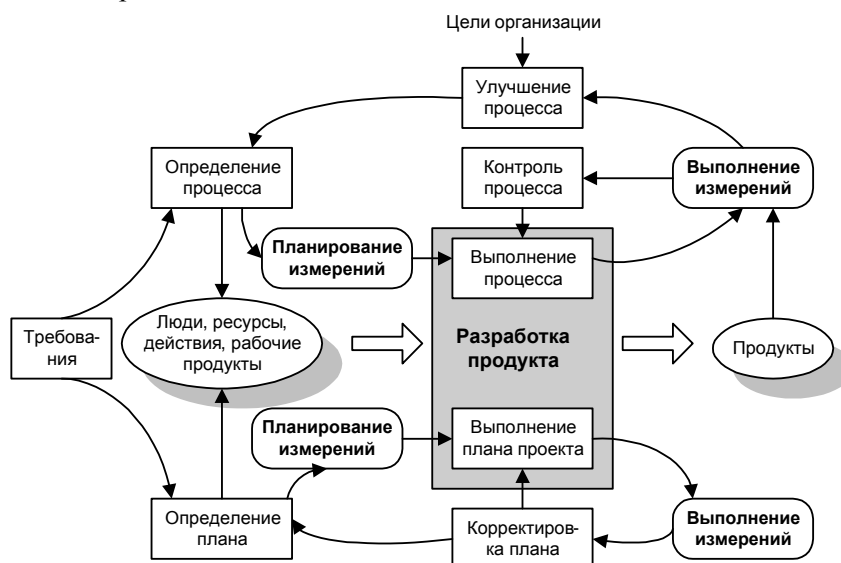 Цели организации
Улучшение
процесса
Определение
процесса
Контроль
процесса
Выполнение
измерений
Планирование
измерений
Выполнение
процесса
Требова-
ния
Люди, ресурсы,
действия, рабочие
продукты
Разработка
продукта
Продукты
Планирование
измерений
Выполнение
плана проекта
Определение
плана
Корректиров-
ка плана
Выполнение
измерений